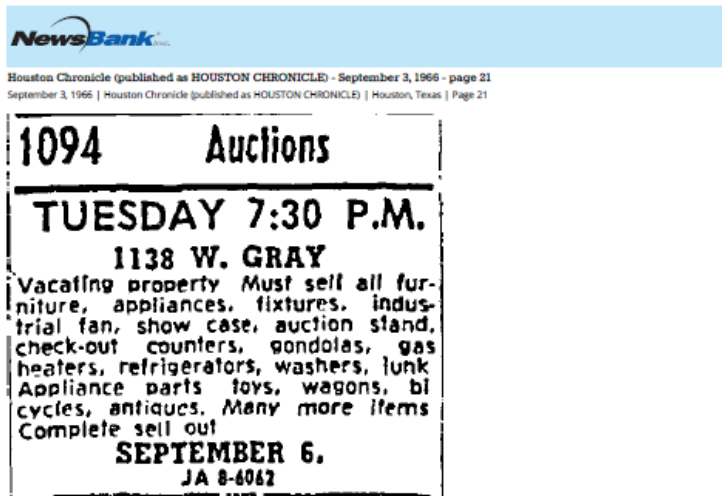 NewsBank inc.
Houston Chronicle (published as HOUSTON CHRONICLE) - September 3, 1966 - page 21
September 3, 1966 | Houston Chronicle (published as HOUSTON CHRONICLE) | Houston, Texas | Page 21
1094 Auctions
TUESDAY 7:30 P.M.
1138 W. GRAY
Vacating property Must sell all fur-
niture, appliances, fixtures, indus-
trial fan, show case, auction stand,
check-out counters, gondolas, gas
heaters, refrigerators, washers, junk
Appliance parts toys, wagons, bi
cycles, antiques. Many more items
Complete sell out
SEPTEMBER 6.
JA 8-6062